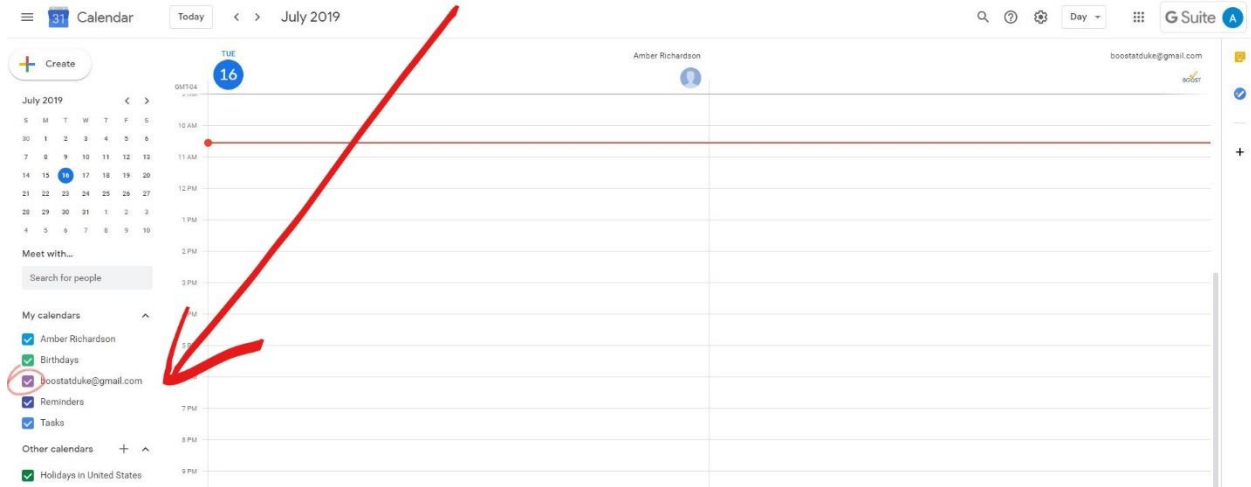 31 Calendar Today < > July 2019 Day G Suite A
Create
TUE
16
Amber Richardson
boostatduke@gmail.com
BOOST
GMT-04
July 2019 < >
S M T W T F S
30 1 2 3 4 5 6
7 8 9 10 11 12 13
14 15 16 17 18 19 20
21 22 23 24 25 26 27
28 29 30 31 1 2 3
4 5 6 7 8 9 10
Meet with...
Search for people
My calendars
Amber Richardson
Birthdays
boostatduke@gmail.com
Reminders
Tasks
Other calendars +
Holidays in United States
10 AM
11 AM
12 PM
1 PM
2 PM
3 PM
PM
7 PM
8 PM
9 PM